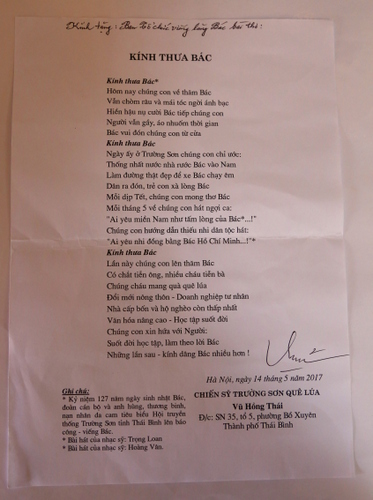 Kính tặng: Ban Tổ chức vững lòng Bác bài thơ!
KÍNH THƯA BÁC
Kính thưa Bác*
Hôm nay chúng con về thăm Bác
Vẫn chòm râu và mái tóc ngời ánh bạc
Hiền hậu nụ cười Bác tiếp chúng con
Người vẫn gầy, áo nhuốm thời gian
Bác vui đón chúng con từ cửa
Kính thưa Bác
Ngày ấy ở Trường Sơn chúng con chỉ ước;
Thống nhất nước nhà rước Bác vào Nam
Làm đường thật đẹp để xe Bác chạy êm
Dân ra đón, trẻ con xà lòng Bác
Mỗi dịp Tết, chúng con mong thơ Bác
Mỗi tháng 5 về chúng con hát ngợi ca;
"Ai yêu miền Nam như tấm lòng của Bác*...!"
Chúng con hướng dẫn thiếu nhi dân tộc hát:
"Ai yêu nhi đồng bằng Bác Hồ Chí Minh...!"*
Kính thưa Bác
Lần này chúng con lên thăm Bác
Có chắt tiễn ông, nhiều cháu tiễn bà
Chúng cháu mang quà quê lúa
Đổi mới nông thôn - Doanh nghiệp tư nhân
Nhà cấp bốn và hộ nghèo còn thấp nhất
Văn hóa nâng cao - Học tập suốt đời
Chúng con xin hứa với Người;
Suốt đời học tập, làm theo lời Bác
Những lần sau - kính dâng Bác nhiều hơn !
Hà Nội, ngày 14 tháng 5 năm 2017
CHIẾN SỸ TRƯỜNG SƠN QUÊ LÚA
Vũ Hồng Thái
Đ/c: SN 35, tổ 5, phường Bồ Xuyên
Thành phố Thái Bình
Ghi chú:
* Kỷ niệm 127 năm ngày sinh nhật Bác, đoàn cán bộ và anh hùng, thương binh, nạn nhân da cam tiêu biểu Hội truyền thống Trường Sơn tỉnh Thái Bình lên báo công - viếng Bác.
* Bài hát của nhạc sỹ: Trọng Loan
* Bài hát của nhạc sỹ: Hoàng Vân.